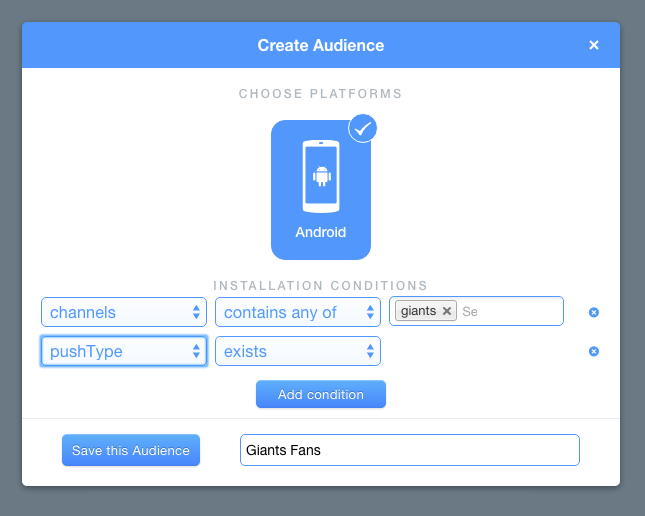 Create Audience ×
CHOOSE PLATFORMS
Android
INSTALLATION CONDITIONS
channels contains any of giants × Se
pushType exists
Add condition
Save this Audience Giants Fans